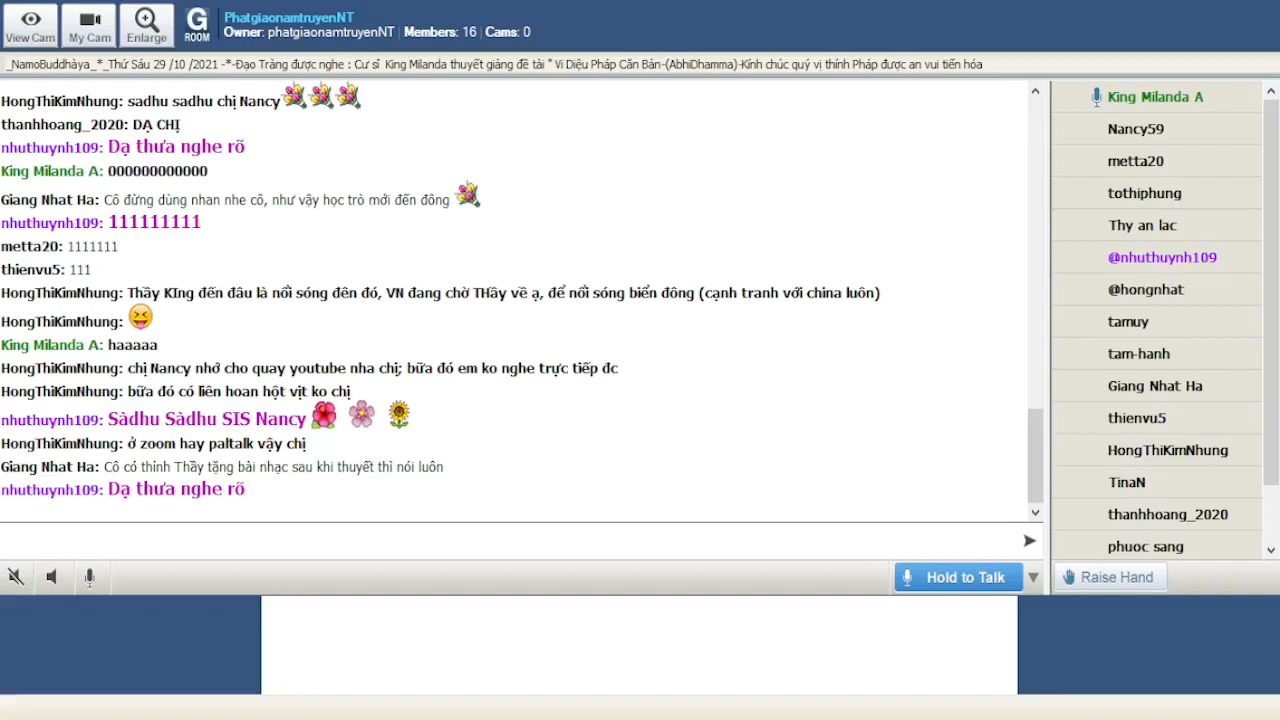 View Cam
My Cam
Enlarge
G
ROOM
PhatgiaonamtruyenNT
Owner: phatgiaonamtruyenNT | Members: 16 | Cams: 0
_NamoBuddhàya_*_Thứ Sáu 29 /10 /2021 -*-Đạo Tràng được nghe : Cư sĩ King Milanda thuyết giảng đề tài " Vi Diệu Pháp Căn Bản-(AbhiDhamma)-Kính chúc quý vị thính Pháp được an vui tiến hóa
HongThiKimNhung: sadhu sadhu chị Nancy
thanhhoang_2020: DẠ CHỊ
nhuthuynh109: Dạ thưa nghe rõ
King Milanda A: 000000000000
Giang Nhat Ha: Cô đừng dùng nhan nhe cô, như vậy học trò mới đến đông
nhuthuynh109: 111111111
metta20: 1111111
thienvu5: 111
HongThiKimNhung: Thầy KIng đến đâu là nổi sóng đên đó, VN đang chờ THầy về ạ, để nổi sóng biển đông (cạnh tranh với china luôn)
HongThiKimNhung:
King Milanda A: haaaaa
HongThiKimNhung: chị Nancy nhớ cho quay youtube nha chị; bữa đó em ko nghe trực tiếp đc
HongThiKimNhung: bữa đó có liên hoan hột vịt ko chị
nhuthuynh109: Sàdhu Sàdhu SIS Nancy
HongThiKimNhung: ở zoom hay paltalk vậy chị
Giang Nhat Ha: Cô có thỉnh Thầy tặng bài nhạc sau khi thuyết thì nói luôn
nhuthuynh109: Dạ thưa nghe rõ
King Milanda A
Nancy59
metta20
tothiphung
Thy an lac
@nhuthuynh109
@hongnhat
tamuy
tam-hanh
Giang Nhat Ha
thienvu5
HongThiKimNhung
TinaN
thanhhoang_2020
phuoc sang
Hold to Talk
Raise Hand